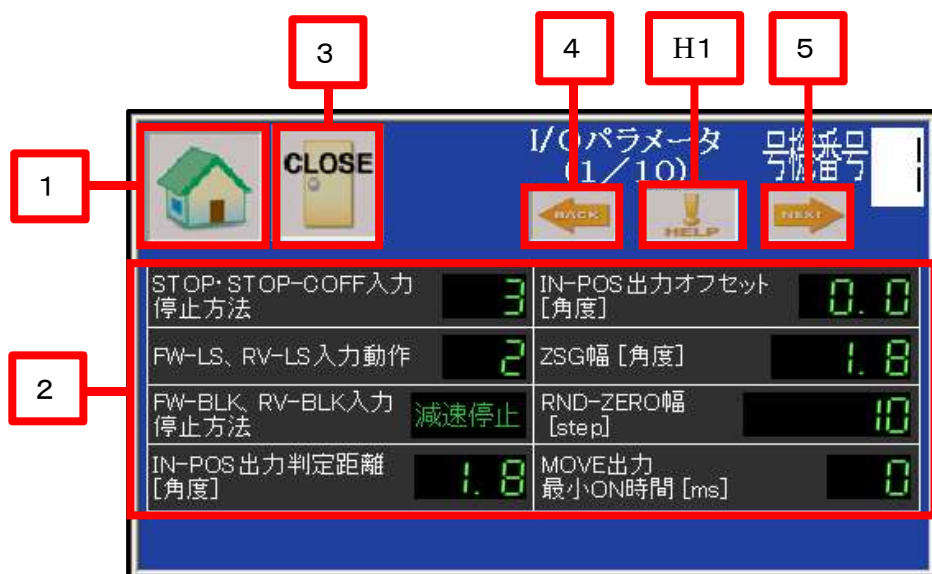 3
4
H1
5
1
CLOSE
I/Oパラメータ
(1/10)
号機番号
1
BACK
HELP
NEXT
2
STOP・STOP-COFF入力
停止方法
3
IN-POS出力オフセット
[角度]
0.0
FW-LS、RV-LS入力動作
2
ZSG幅 [角度]
1.8
FW-BLK、RV-BLK入力
停止方法
減速停止
RND-ZERO幅
[step]
10
IN-POS出力判定距離
[角度]
1.8
MOVE出力
最小ON時間 [ms]
0